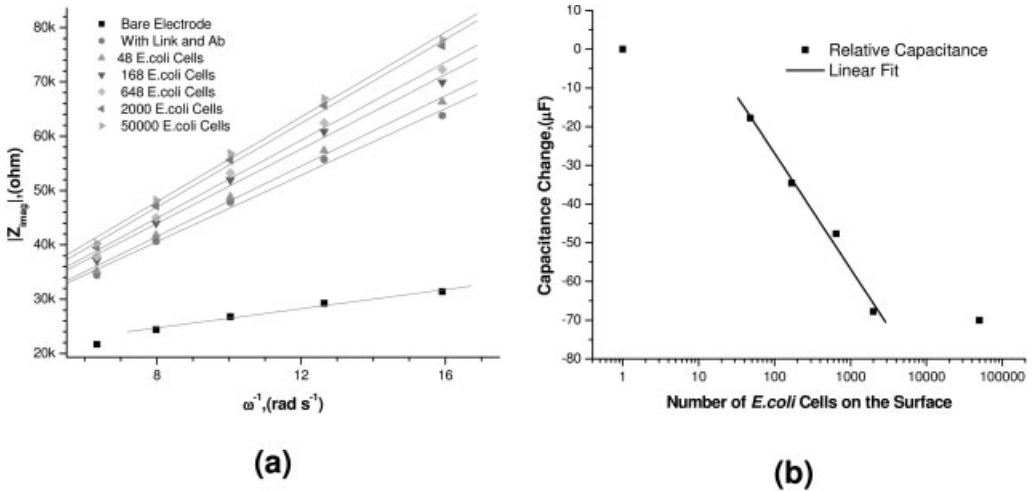 80k
70k
60k
50k
40k
30k
20k
|Z_imag|,(ohm)
Bare Electrode
With Link and Ab
48 E.coli Cells
168 E.coli Cells
648 E.coli Cells
2000 E.coli Cells
50000 E.coli Cells
8 12 16
ω⁻¹,(rad s⁻¹)
(a)
10
0
-10
-20
-30
-40
-50
-60
-70
-80
Capacitance Change,(μF)
Relative Capacitance
Linear Fit
1 10 100 1000 10000 100000
Number of E.coli Cells on the Surface
(b)